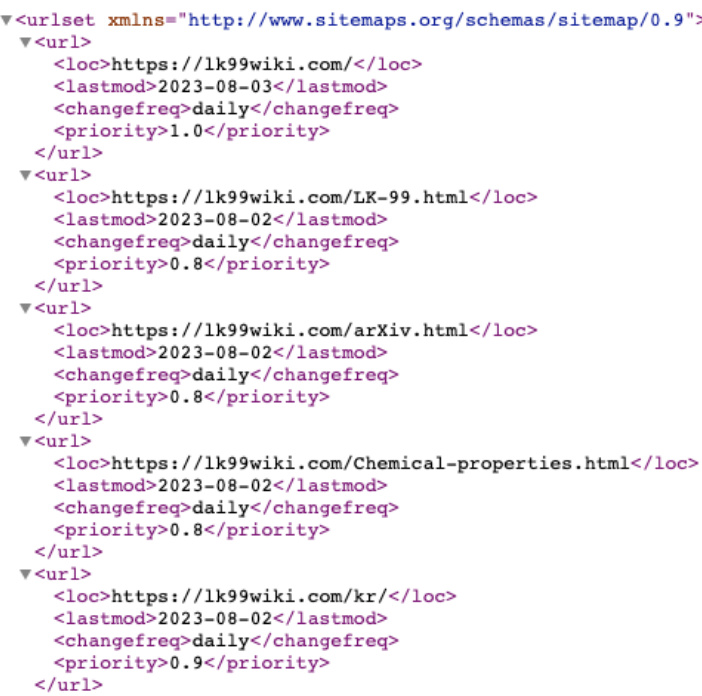 <urlset xmlns="http://www.sitemaps.org/schemas/sitemap/0.9">
<url>
<loc>https://lk99wiki.com/</loc>
<lastmod>2023-08-03</lastmod>
<changefreq>daily</changefreq>
<priority>1.0</priority>
</url>
<url>
<loc>https://lk99wiki.com/LK-99.html</loc>
<lastmod>2023-08-02</lastmod>
<changefreq>daily</changefreq>
<priority>0.8</priority>
</url>
<url>
<loc>https://lk99wiki.com/arXiv.html</loc>
<lastmod>2023-08-02</lastmod>
<changefreq>daily</changefreq>
<priority>0.8</priority>
</url>
<url>
<loc>https://lk99wiki.com/Chemical-properties.html</loc>
<lastmod>2023-08-02</lastmod>
<changefreq>daily</changefreq>
<priority>0.8</priority>
</url>
<url>
<loc>https://lk99wiki.com/kr/</loc>
<lastmod>2023-08-02</lastmod>
<changefreq>daily</changefreq>
<priority>0.9</priority>
</url>